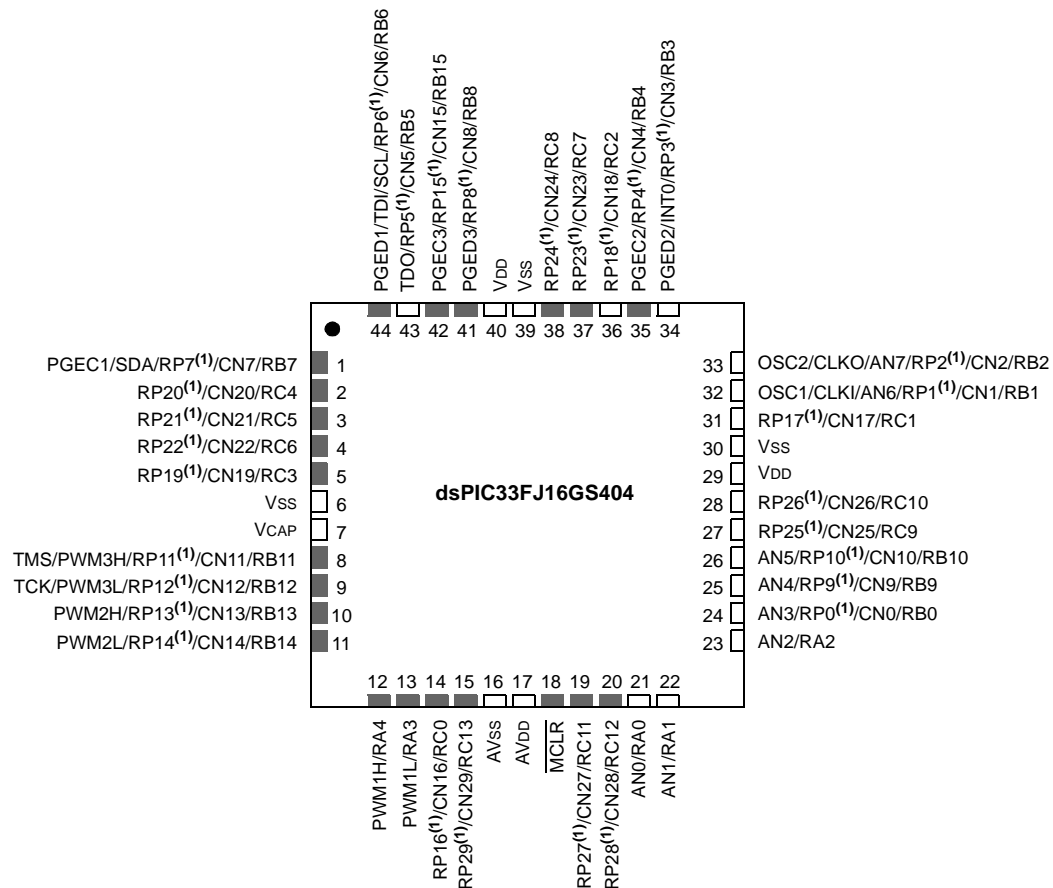 PGED1/TDI/SCL/RP6(1)/CN6/RB6
TDO/RP5(1)/CN5/RB5
PGEC3/RP15(1)/CN15/RB15
PGED3/RP8(1)/CN8/RB8
VDD
VSS
RP24(1)/CN24/RC8
RP23(1)/CN23/RC7
RP18(1)/CN18/RC2
PGEC2/RP4(1)/CN4/RB4
PGED2/INT0/RP3(1)/CN3/RB3
44 43 42 41 40 39 38 37 36 35 34
PGEC1/SDA/RP7(1)/CN7/RB7 1
RP20(1)/CN20/RC4 2
RP21(1)/CN21/RC5 3
RP22(1)/CN22/RC6 4
RP19(1)/CN19/RC3 5
VSS 6
VCAP 7
TMS/PWM3H/RP11(1)/CN11/RB11 8
TCK/PWM3L/RP12(1)/CN12/RB12 9
PWM2H/RP13(1)/CN13/RB13 10
PWM2L/RP14(1)/CN14/RB14 11
dsPIC33FJ16GS404
33 OSC2/CLKO/AN7/RP2(1)/CN2/RB2
32 OSC1/CLKI/AN6/RP1(1)/CN1/RB1
31 RP17(1)/CN17/RC1
30 VSS
29 VDD
28 RP26(1)/CN26/RC10
27 RP25(1)/CN25/RC9
26 AN5/RP10(1)/CN10/RB10
25 AN4/RP9(1)/CN9/RB9
24 AN3/RP0(1)/CN0/RB0
23 AN2/RA2
12 13 14 15 16 17 18 19 20 21 22
PWM1H/RA4
PWM1L/RA3
RP16(1)/CN16/RC0
RP29(1)/CN29/RC13
AVSS
AVDD
MCLR
RP27(1)/CN27/RC11
RP28(1)/CN28/RC12
AN0/RA0
AN1/RA1